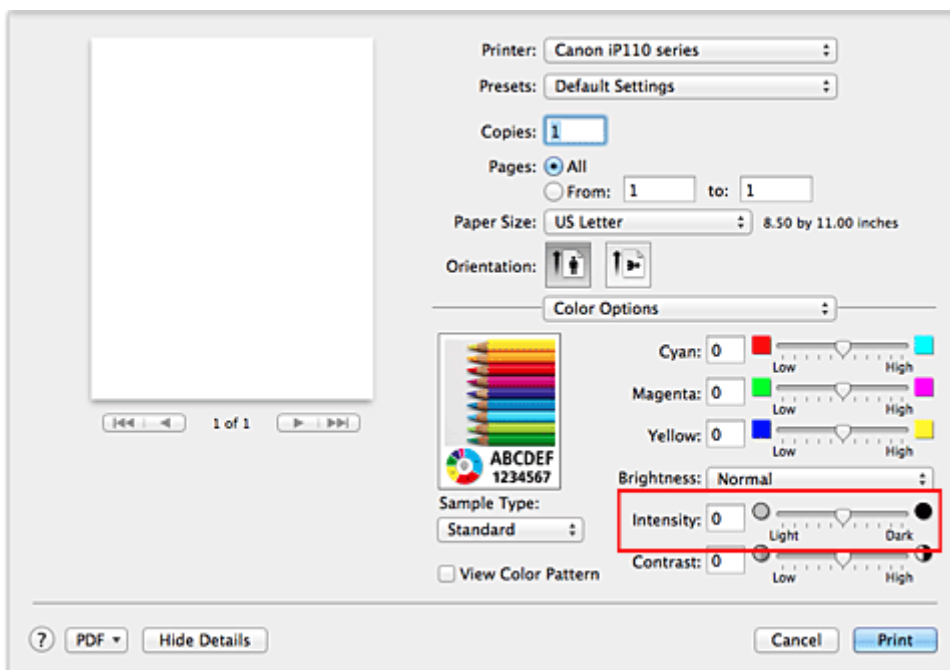 Printer: Canon iP110 series
Presets: Default Settings
Copies: 1
Pages: All
From: 1 to: 1
Paper Size: US Letter 8.50 by 11.00 inches
Orientation:
Color Options
1 of 1
ABCDEF
1234567
Sample Type:
Standard
View Color Pattern
Cyan: 0
Low High
Magenta: 0
Low High
Yellow: 0
Low High
Brightness: Normal
Intensity: 0
Light Dark
Contrast: 0
Low High
? PDF Hide Details Cancel Print